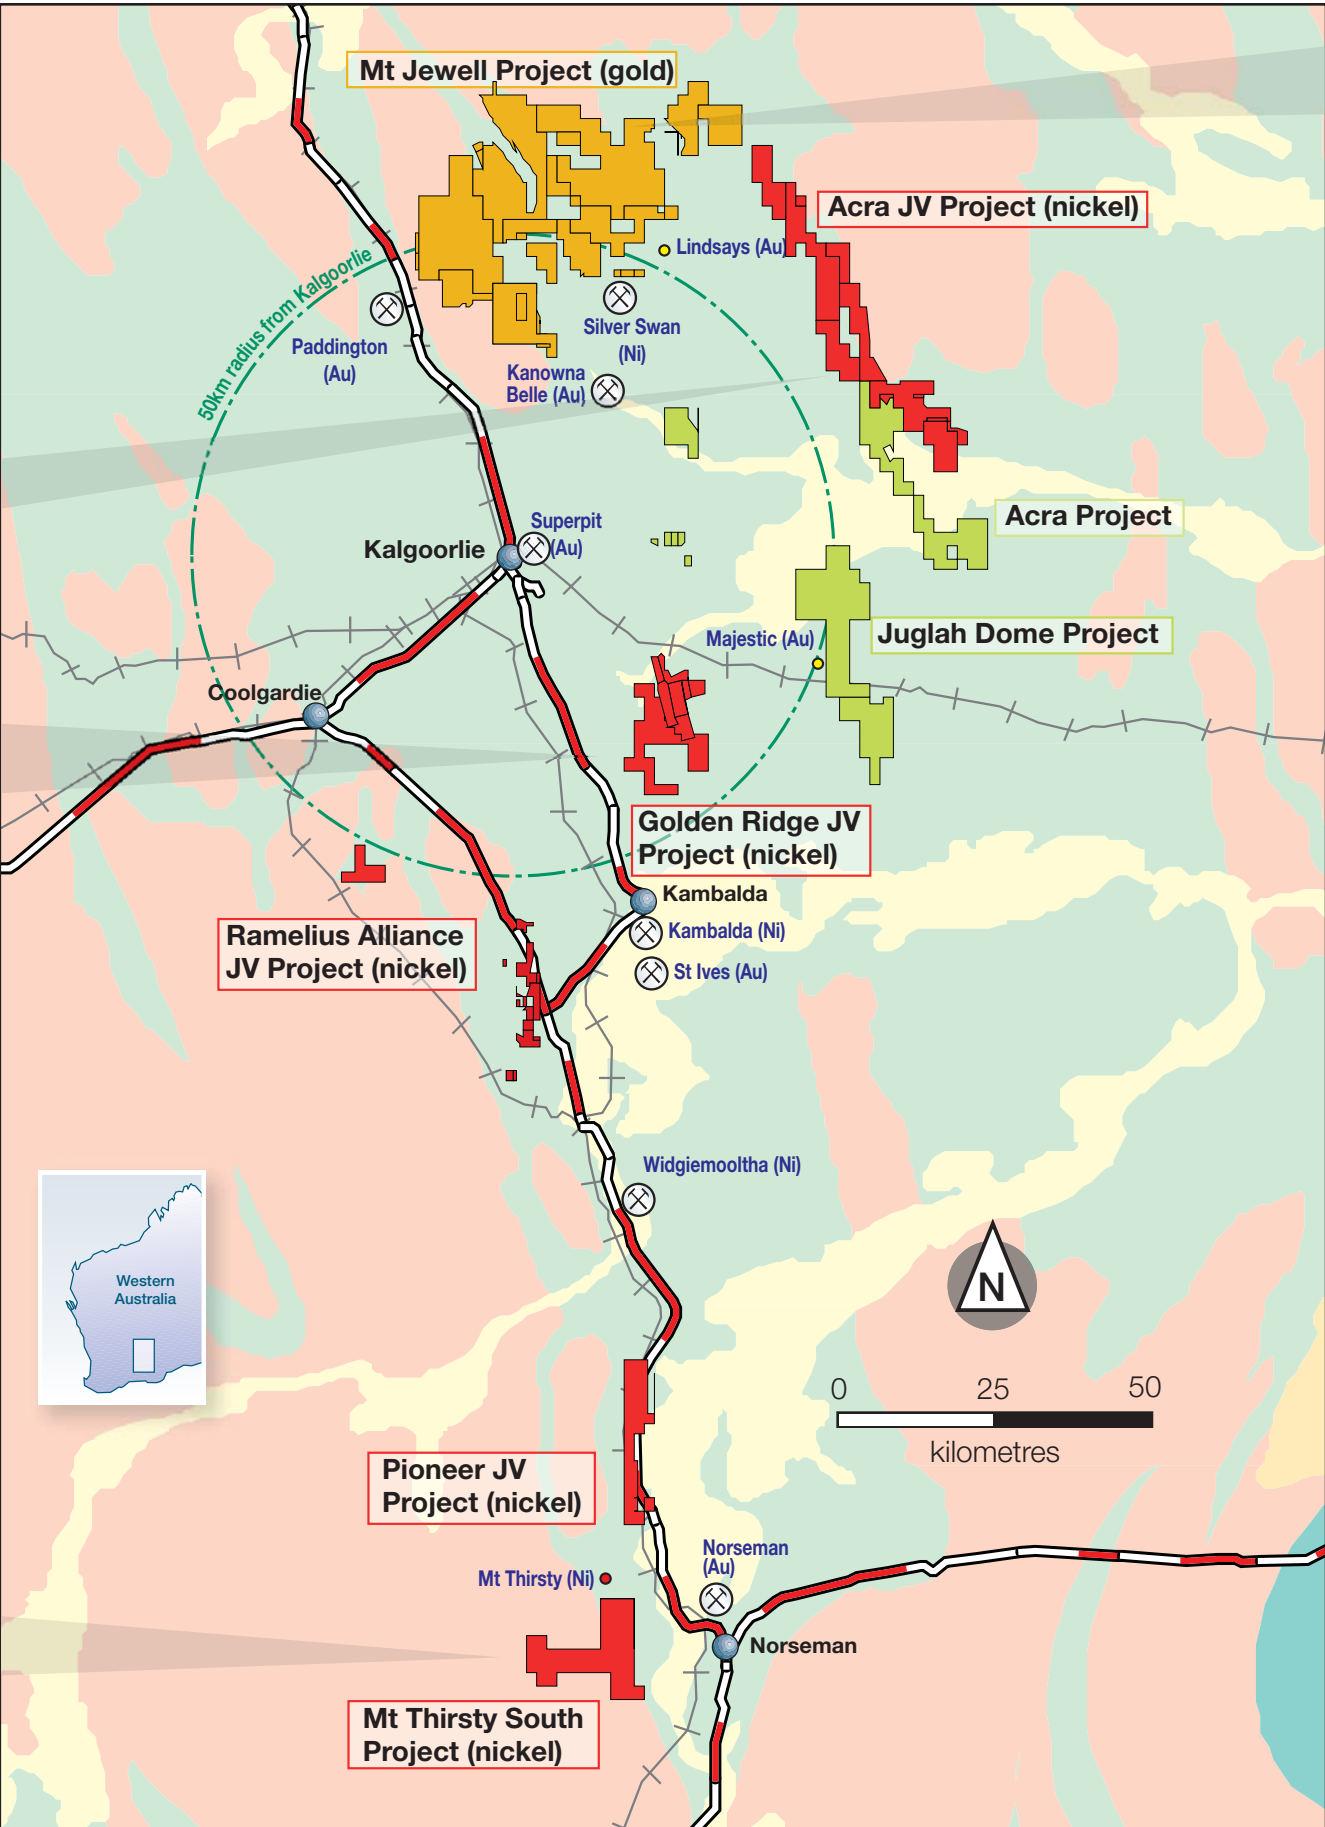 Mt Jewell Project (gold)
Acra JV Project (nickel)
Lindsays (Au)
50km radius from Kalgoorlie
Silver Swan
(Ni)
Paddington
(Au)
Kanowna
Belle (Au)
Acra Project
Superpit
(Au)
Kalgoorlie
Majestic (Au)
Juglah Dome Project
Coolgardie
Golden Ridge JV
Project (nickel)
Kambalda
Kambalda (Ni)
St Ives (Au)
Ramelius Alliance
JV Project (nickel)
Widgiemooltha (Ni)
Western
Australia
N
0 25 50
kilometres
Pioneer JV
Project (nickel)
Norseman
(Au)
Mt Thirsty (Ni)
Norseman
Mt Thirsty South
Project (nickel)